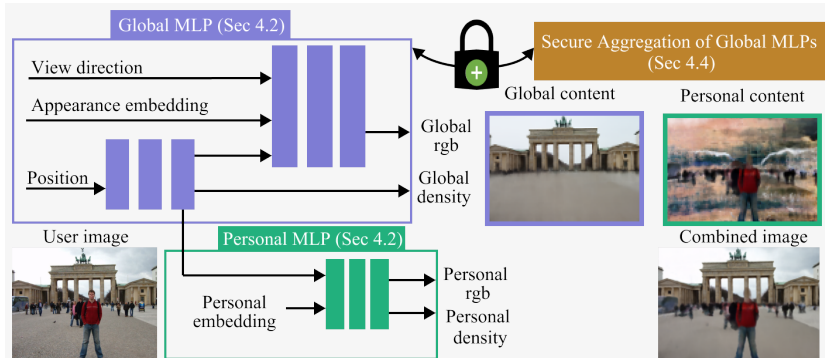 Global MLP (Sec 4.2)
View direction
Appearance embedding
Position
Global
rgb
Global
density
Secure Aggregation of Global MLPs
(Sec 4.4)
Global content
Personal content
User image
Personal MLP (Sec 4.2)
Personal
embedding
Personal
rgb
Personal
density
Combined image